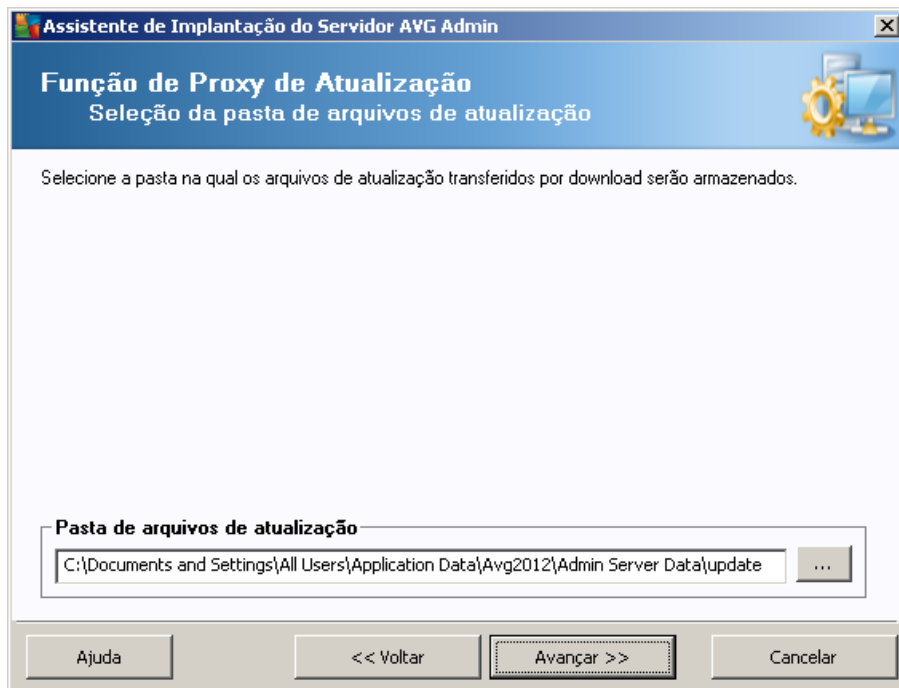 Assistente de Implantação do Servidor AVG Admin
Função de Proxy de Atualização
Seleção da pasta de arquivos de atualização
Selecione a pasta na qual os arquivos de atualização transferidos por download serão armazenados.
Pasta de arquivos de atualização
C:\Documents and Settings\All Users\Application Data\Avg2012\Admin Server Data\update
...
Ajuda
<< Voltar
Avançar >>
Cancelar